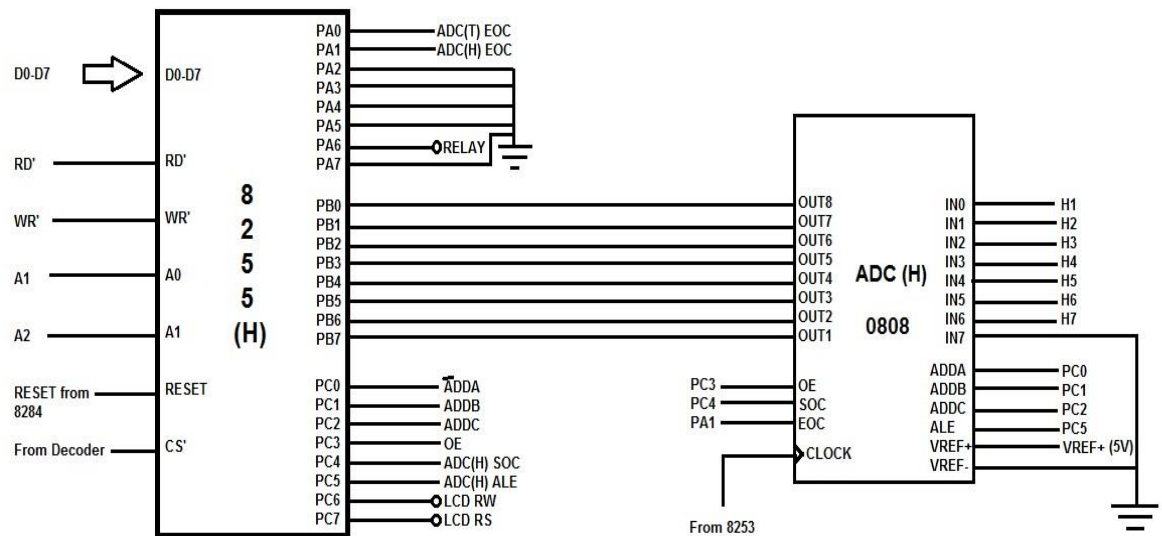 D0-D7
RD'
WR'
A1
A2
RESET from
8284
From Decoder
D0-D7
RD'
WR'
A0
A1
RESET
CS'
8
2
5
5
(H)
PA0
PA1
PA2
PA3
PA4
PA5
PA6
PA7
PB0
PB1
PB2
PB3
PB4
PB5
PB6
PB7
PC0
PC1
PC2
PC3
PC4
PC5
PC6
PC7
ADC(T) EOC
ADC(H) EOC
RELAY
ADDA
ADDB
ADDC
OE
ADC(H) SOC
ADC(H) ALE
LCD RW
LCD RS
PC3
PC4
PA1
From 8253
OUT8
OUT7
OUT6
OUT5
OUT4
OUT3
OUT2
OUT1
OE
SOC
EOC
CLOCK
ADC (H)
0808
IN0
IN1
IN2
IN3
IN4
IN5
IN6
IN7
ADDA
ADDB
ADDC
ALE
VREF+
VREF-
H1
H2
H3
H4
H5
H6
H7
PC0
PC1
PC2
PC5
VREF+ (5V)